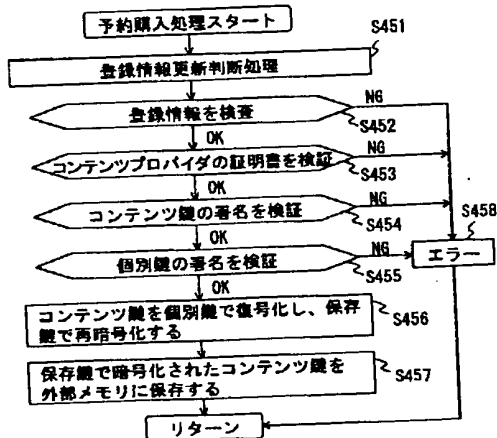 予約購入処理スタート
S451
登録情報更新判断処理
登録情報を検査
NG
S452
OK
コンテンツプロバイダの証明書を検証
NG
S453
OK
コンテンツ鍵の署名を検証
NG
S454
S458
OK
個別鍵の署名を検証
NG
エラー
S455
OK
コンテンツ鍵を個別鍵で復号化し、保存
鍵で再暗号化する
S456
保存鍵で暗号化されたコンテンツ鍵を
外部メモリに保存する
S457
リターン